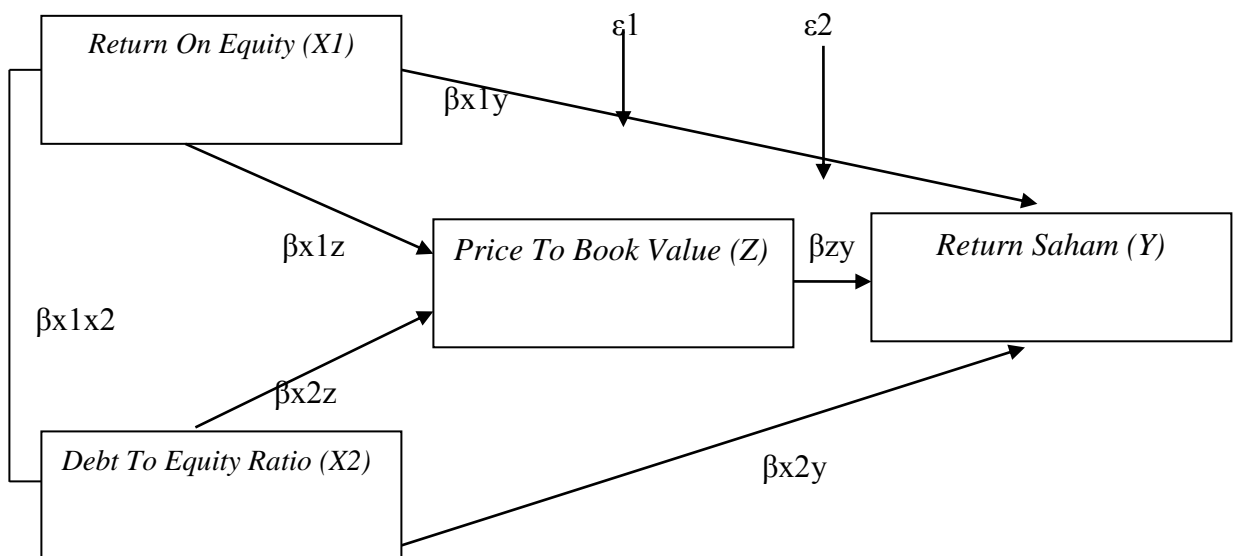 ε1
ε2
Return On Equity (X1)
βx1y
βx1z
Price To Book Value (Z)
βzy
Return Saham (Y)
βx1x2
βx2z
Debt To Equity Ratio (X2)
βx2y